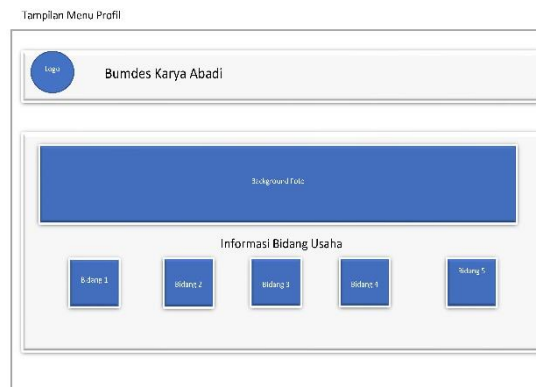 Tampilan Menu Profil
Logo
Bumdes Karya Abadi
Background Foto
Informasi Bidang Usaha
Bidang 1
Bidang 2
Bidang 3
Bidang 4
Bidang 5